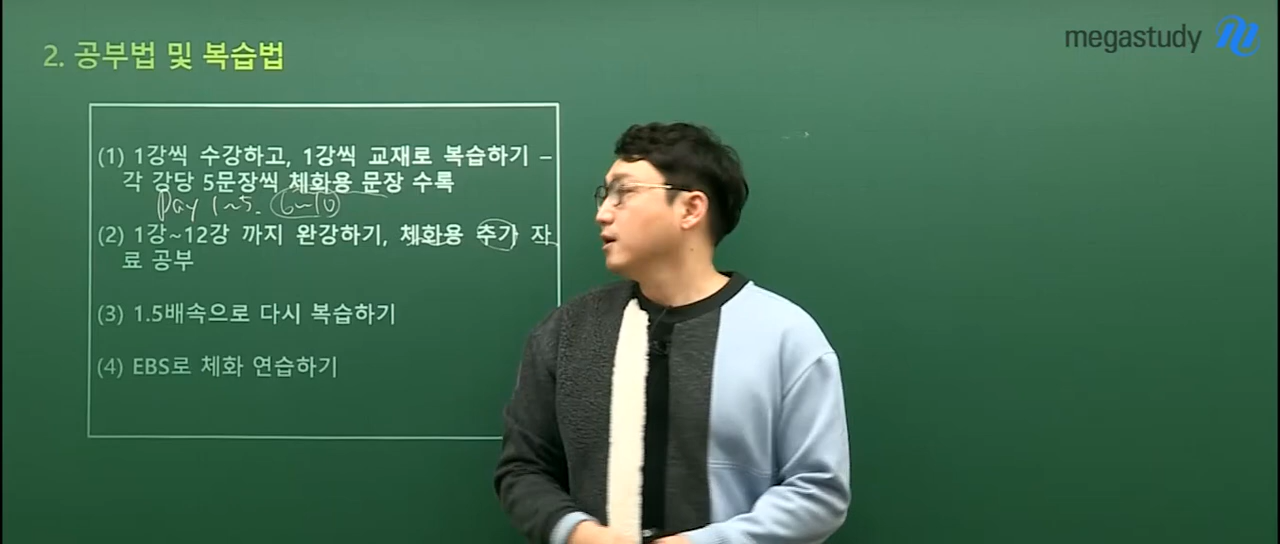 megastudy
2. 공부법 및 복습법
(1) 1강씩 수강하고, 1강씩 교재로 복습하기 –
각 강당 5문장씩 체화용 문장 수록
Day 1~5. 6~10
(2) 1강~12강 까지 완강하기, 체화용 추가 자
료 공부
(3) 1.5배속으로 다시 복습하기
(4) EBS로 체화 연습하기